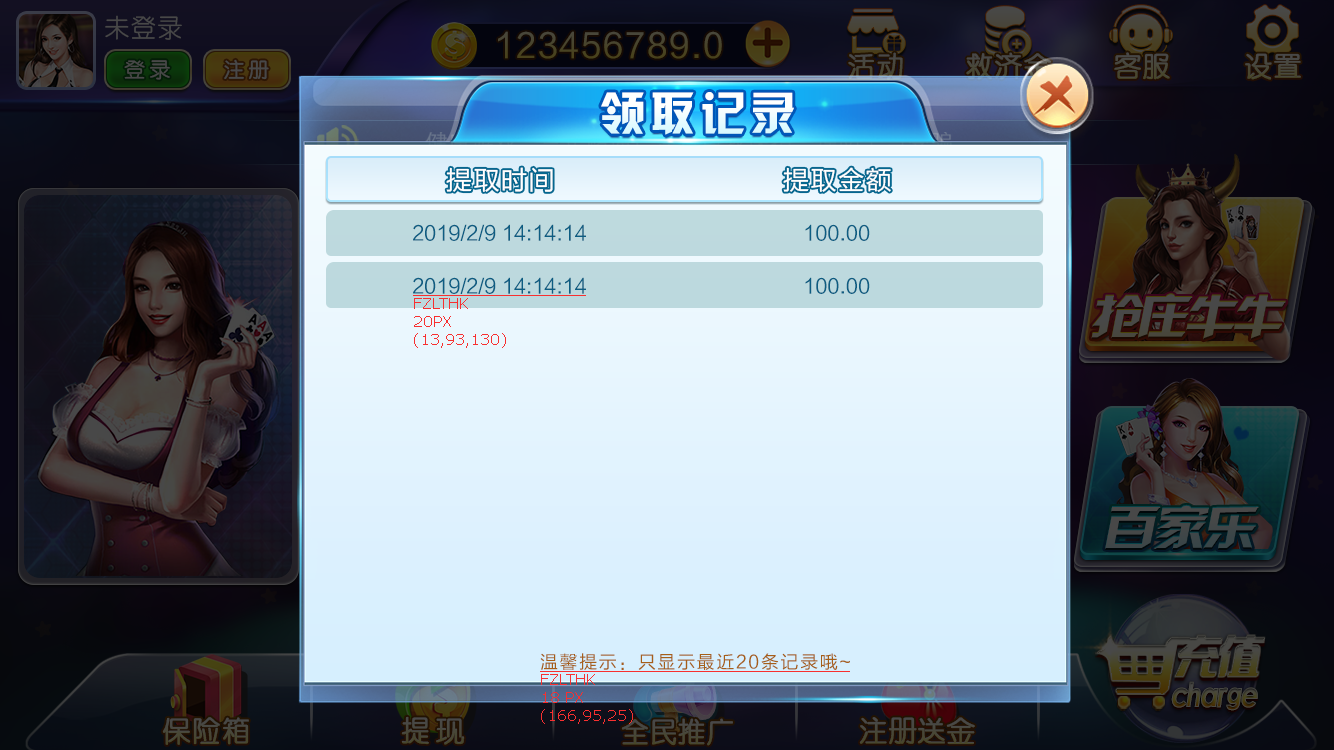 未登录
登录
注册
123456789.0
活动
客服
设置
领取记录
提取时间 提取金额
2019/2/9 14:14:14 100.00
2019/2/9 14:14:14 100.00
FZLTHK
20PX
(13,93,130)
抢庄牛牛
百家乐
温馨提示：只显示最近20条记录哦~
FZLTHK
(166,95,25)
充值
charge
保险箱
提现
全民推广
注册送金